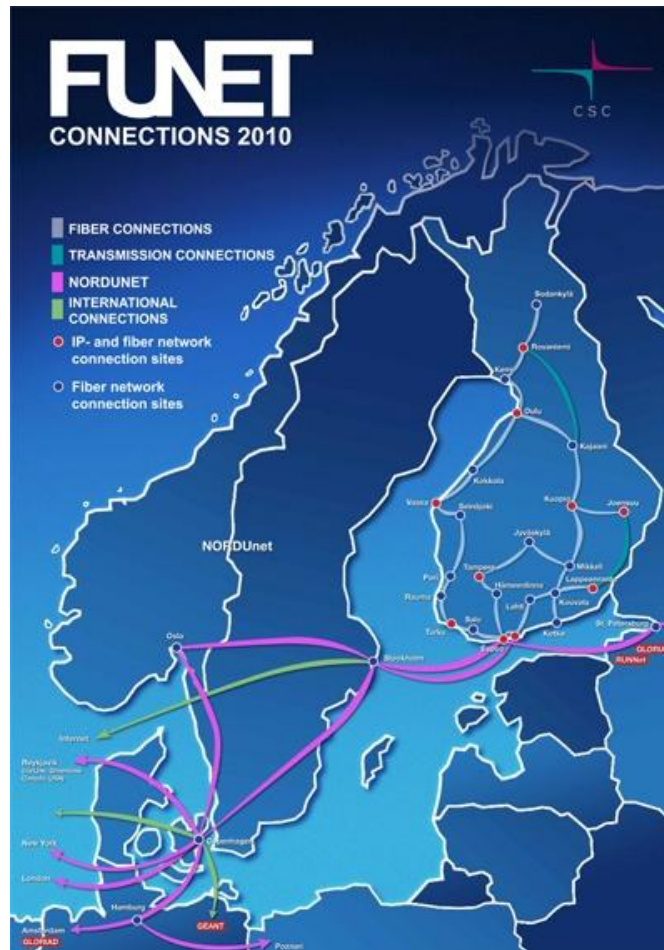 FUNET
CONNECTIONS 2010
CSC
FIBER CONNECTIONS
TRANSMISSION CONNECTIONS
NORDUNET
INTERNATIONAL
CONNECTIONS
IP- and fiber network
connection sites
Fiber network
connection sites
Sodankylä
Rovaniemi
Kemi
Oulu
Kajaani
Kokkola
Vaasa
Seinäjoki
Kuopio
Joensuu
Jyväskylä
Tampere
Mikkeli
Hämeenlinna
Lappeenranta
Pori
Rauma
Lahti
Kouvola
Turku
Salo
Kotka
Espoo
St. Petersburg
RUNNet
NORDUnet
Oslo
Stockholm
Internet
Reykjavik
Copenhagen
New York
London
Hamburg
Amsterdam
GLORIAD
GEANT
Poznan